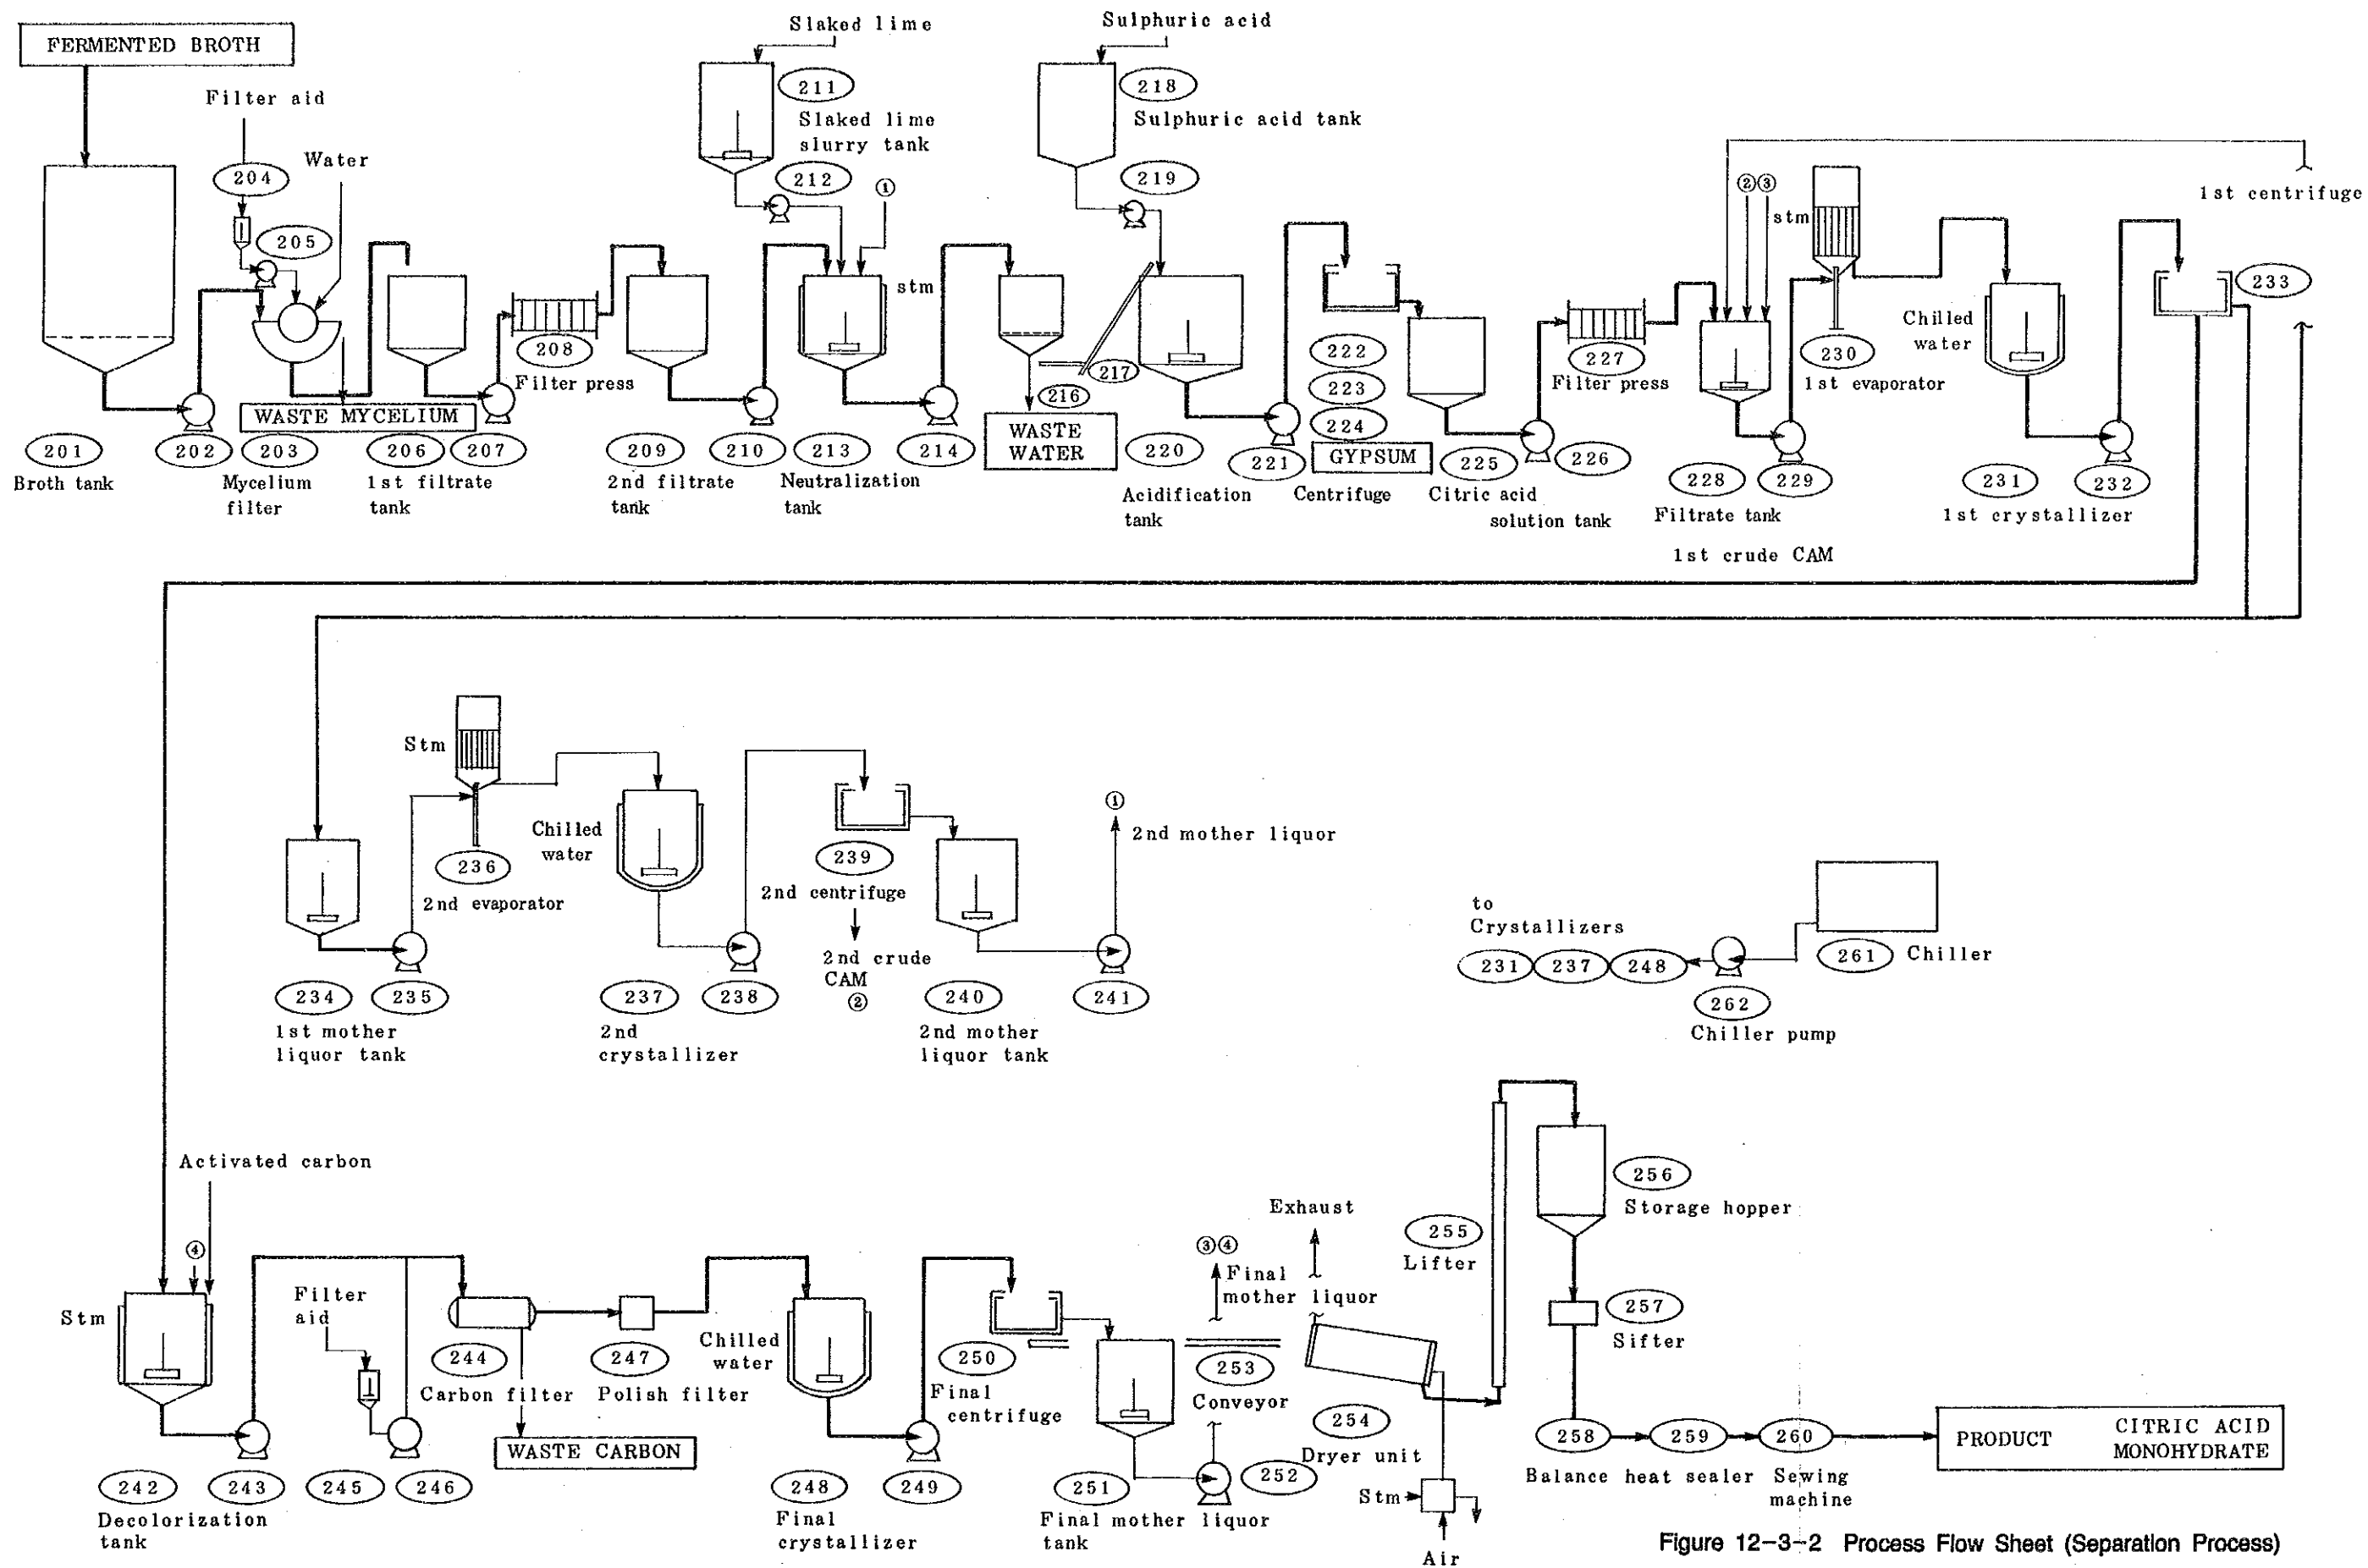 FERMENTED BROTH
Filter aid
204
205
Water
Slaked lime
211
Slaked lime
slurry tank
212
①
Sulphuric acid
218
Sulphuric acid tank
219
②③
stm
1st centrifuge
233
stm
208
Filter press
217
216
222
223
224
227
Filter press
230
1st evaporator
Chilled
water
WASTE MYCELIUM
WASTE
WATER
GYPSUM
201
Broth tank
202
203
Mycelium
filter
206
1st filtrate
tank
207
209
2nd filtrate
tank
210
213
Neutralization
tank
214
220
Acidification
tank
221
Centrifuge
225
Citric acid
solution tank
226
228
Filtrate tank
229
231
1st crystallizer
232
1st crude CAM
Stm
236
2nd evaporator
Chilled
water
239
2nd centrifuge
2nd crude
CAM
②
①
2nd mother liquor
234
1st mother
liquor tank
235
237
2nd
crystallizer
238
240
2nd mother
liquor tank
241
to
Crystallizers
231
237
248
261
Chiller
262
Chiller pump
Activated carbon
④
Stm
Filter
aid
244
Carbon filter
247
Polish filter
WASTE CARBON
Chilled
water
250
Final
centrifuge
③④
Final
mother liquor
253
Conveyor
Exhaust
254
Dryer unit
Stm
Air
255
Lifter
256
Storage hopper
257
Sifter
258
259
260
Balance heat sealer
Sewing
machine
PRODUCT
CITRIC ACID
MONOHYDRATE
242
Decolorization
tank
243
245
246
248
Final
crystallizer
249
251
Final mother liquor
tank
252
Figure 12-3-2 Process Flow Sheet (Separation Process)